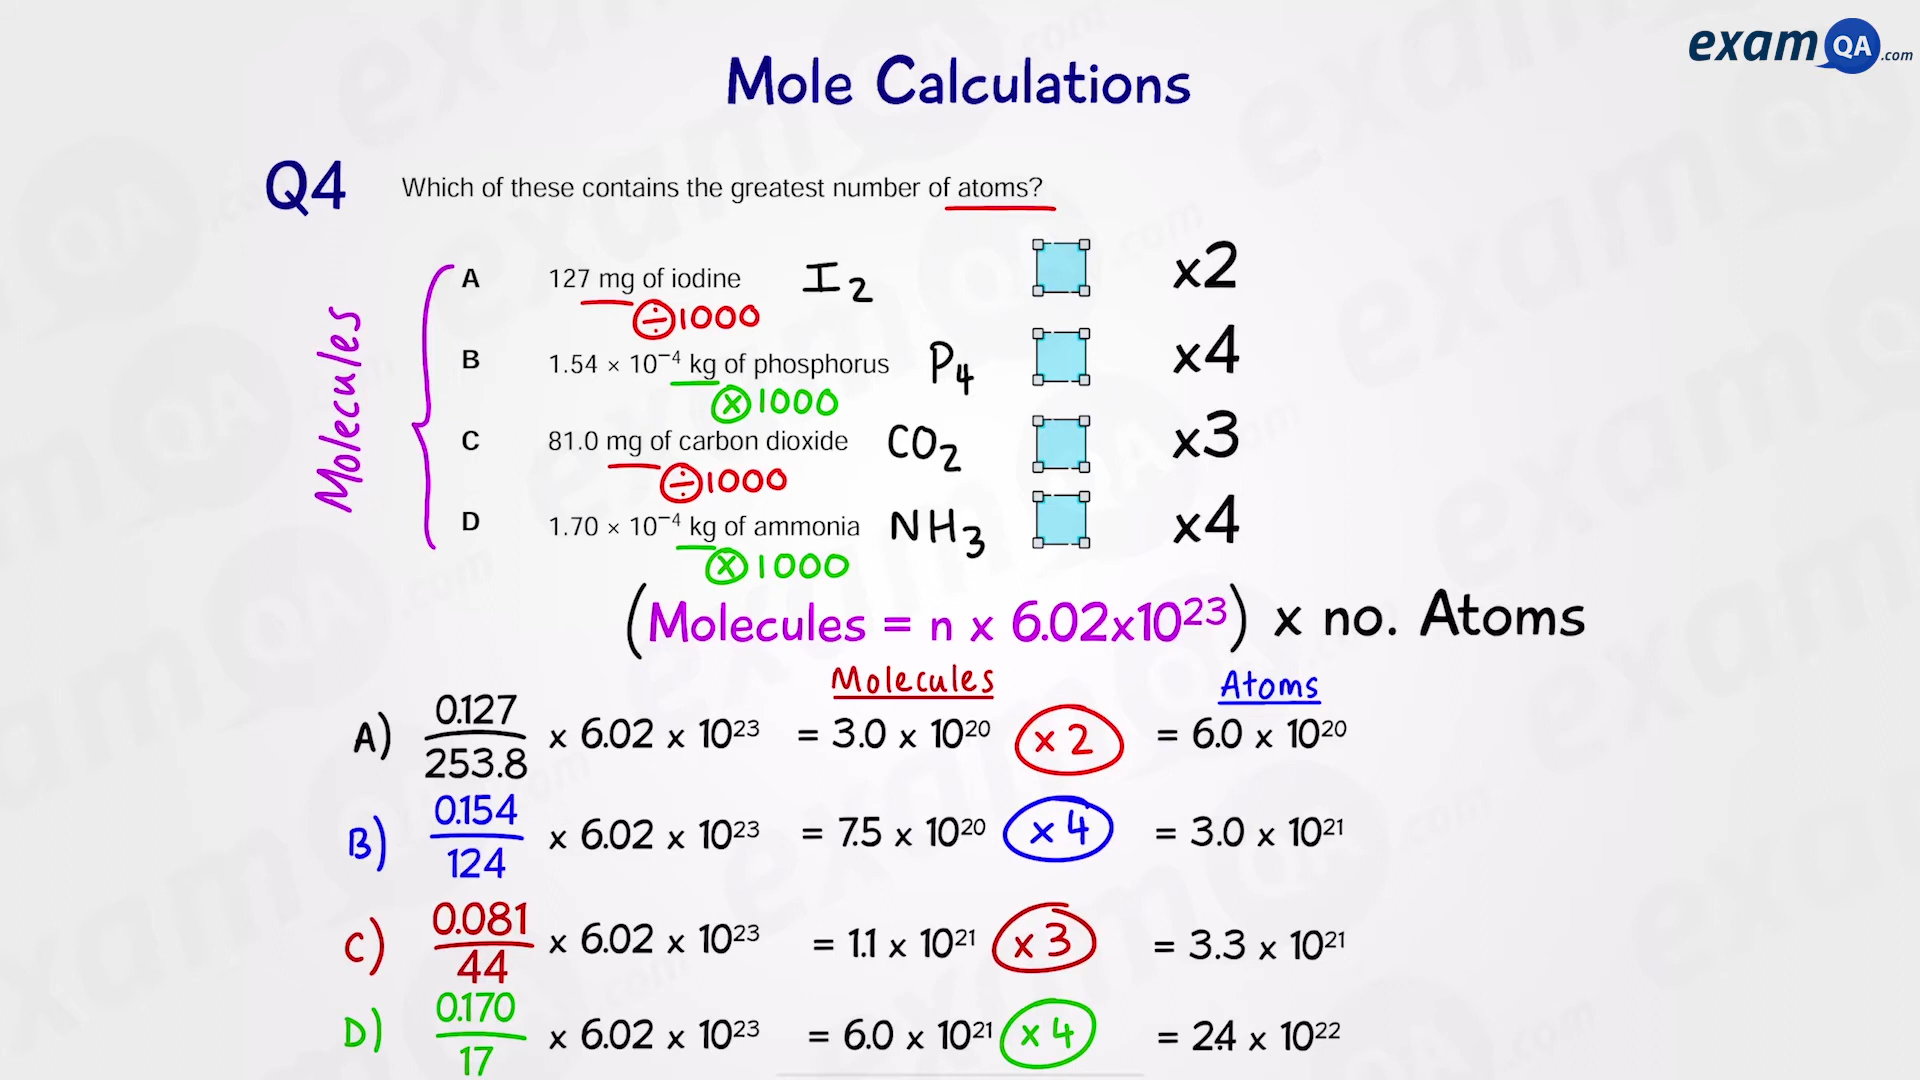 examQA.com
Mole Calculations
Q4 Which of these contains the greatest number of atoms?
Molecules
A 127 mg of iodine I₂ x2
÷1000
B 1.54 × 10⁻⁴ kg of phosphorus P₄ x4
×1000
C 81.0 mg of carbon dioxide CO₂ x3
÷1000
D 1.70 × 10⁻⁴ kg of ammonia NH₃ x4
×1000
(Molecules = n x 6.02x10²³) x no. Atoms
Molecules Atoms
A) 0.127/253.8 x 6.02 x 10²³ = 3.0 x 10²⁰ x 2 = 6.0 x 10²⁰
B) 0.154/124 x 6.02 x 10²³ = 7.5 x 10²⁰ x 4 = 3.0 x 10²¹
C) 0.081/44 x 6.02 x 10²³ = 1.1 x 10²¹ x 3 = 3.3 x 10²¹
D) 0.170/17 x 6.02 x 10²³ = 6.0 x 10²¹ x 4 = 2.4 x 10²²